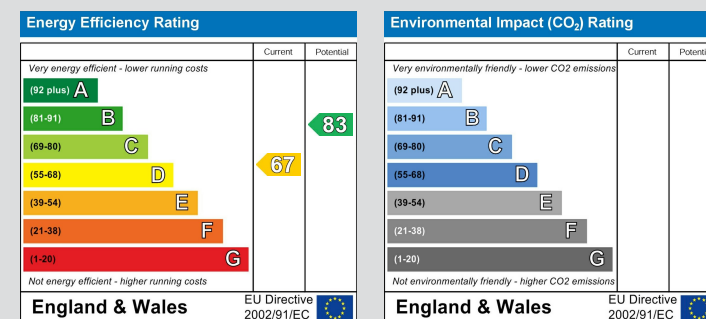 Energy Efficiency Rating
Current Potential
Very energy efficient - lower running costs
(92 plus) A
(81-91) B
83
(69-80) C
(55-68) D
67
(39-54) E
(21-38) F
(1-20) G
Not energy efficient - higher running costs
England & Wales
EU Directive
2002/91/EC
Environmental Impact (CO₂) Rating
Current Potenti
Very environmentally friendly - lower CO2 emissions
(92 plus) A
(81-91) B
(69-80) C
(55-68) D
(39-54) E
(21-38) F
(1-20) G
Not environmentally friendly - higher CO2 emissions
England & Wales
EU Directive
2002/91/EC